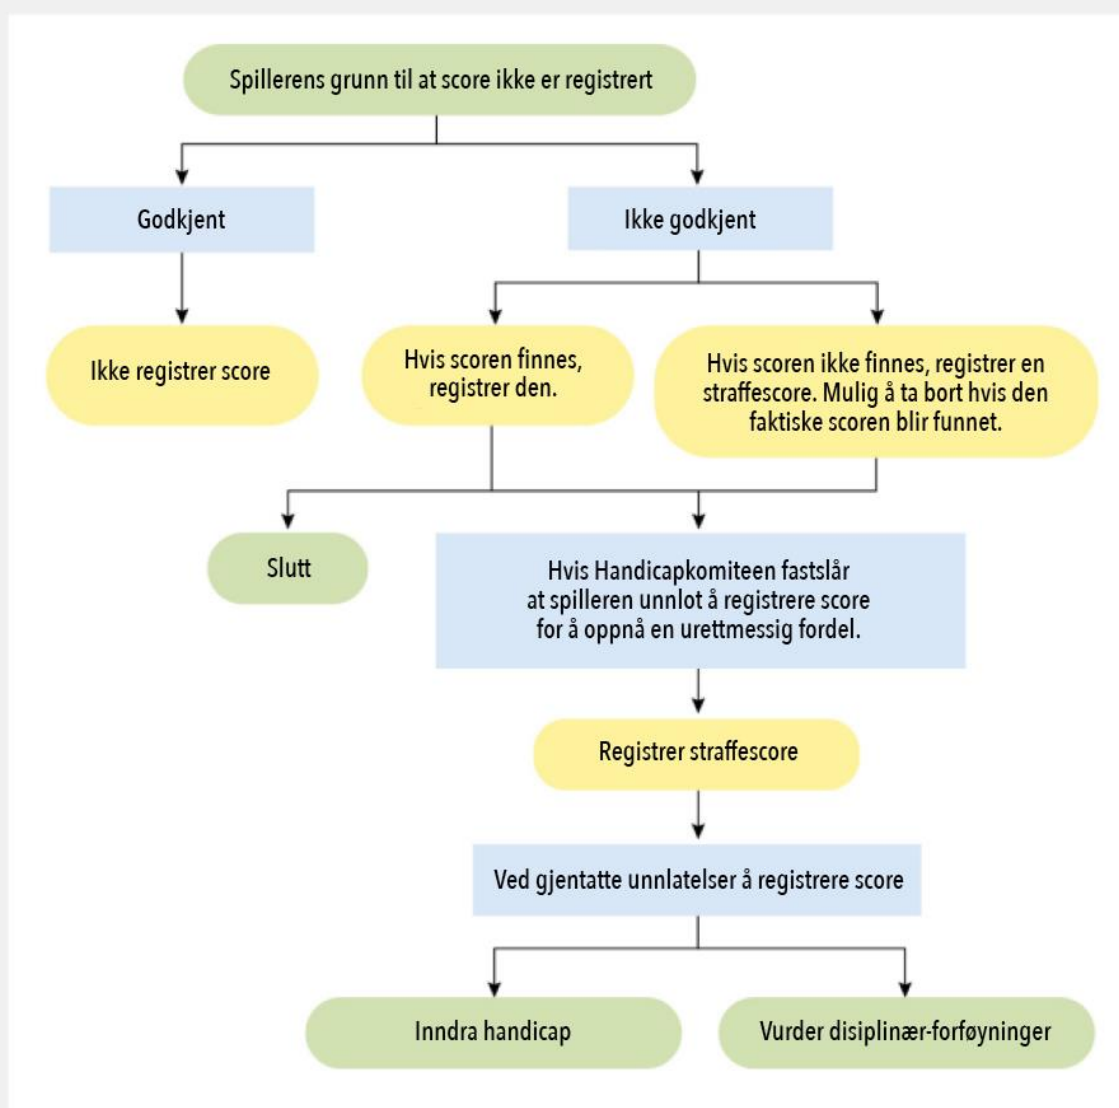 Spillerens grunn til at score ikke er registrert
Godkjent
Ikke godkjent
Ikke registrer score
Hvis scoren finnes,
registrer den.
Hvis scoren ikke finnes, registrer en
straffescore. Mulig å ta bort hvis den
faktiske scoren blir funnet.
Slutt
Hvis Handicapkomiteen fastslår
at spilleren unnlot å registrere score
for å oppnå en urettmessig fordel.
Registrer straffescore
Ved gjentatte unnlatelser å registrere score
Inndra handicap
Vurder disiplinær-forføyninger